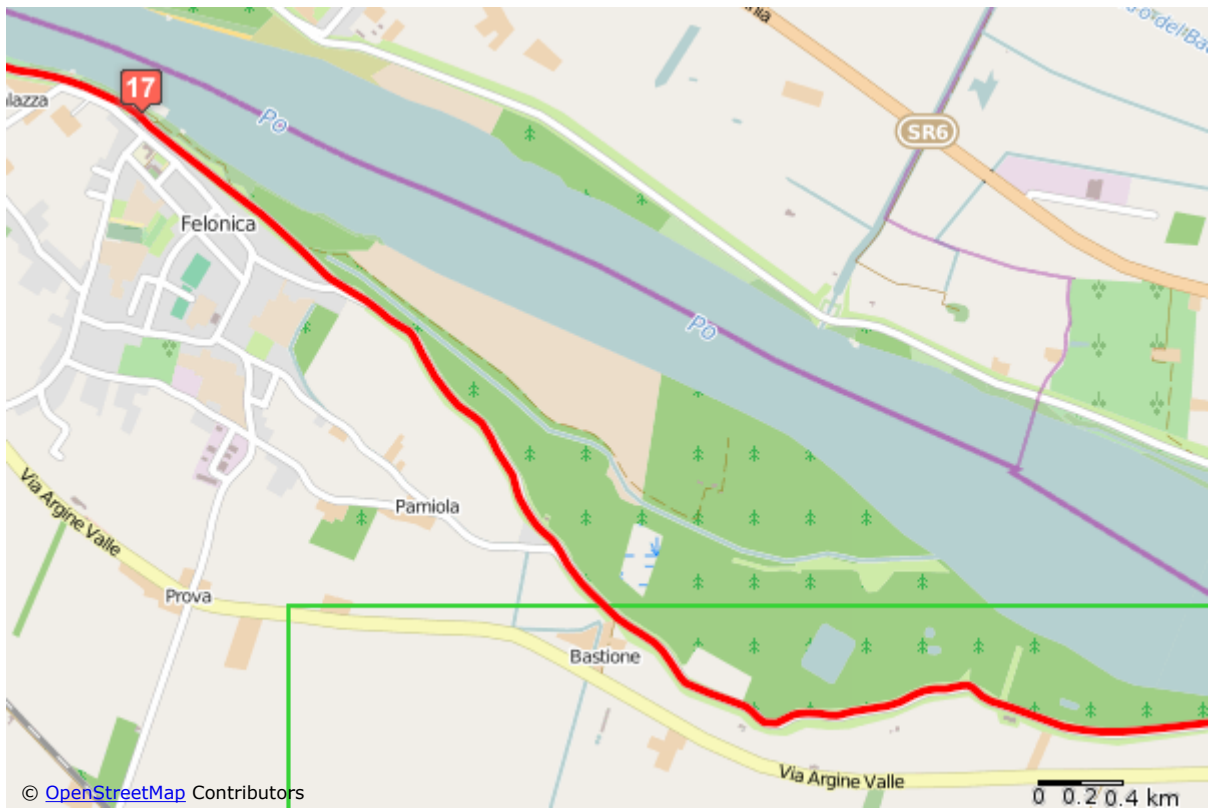 17
Po
SR6
Felonica
Po
Via Argine Valle
Pamiola
Prova
Bastione
Via Argine Valle
© OpenStreetMap Contributors
0 0.2 0.4 km